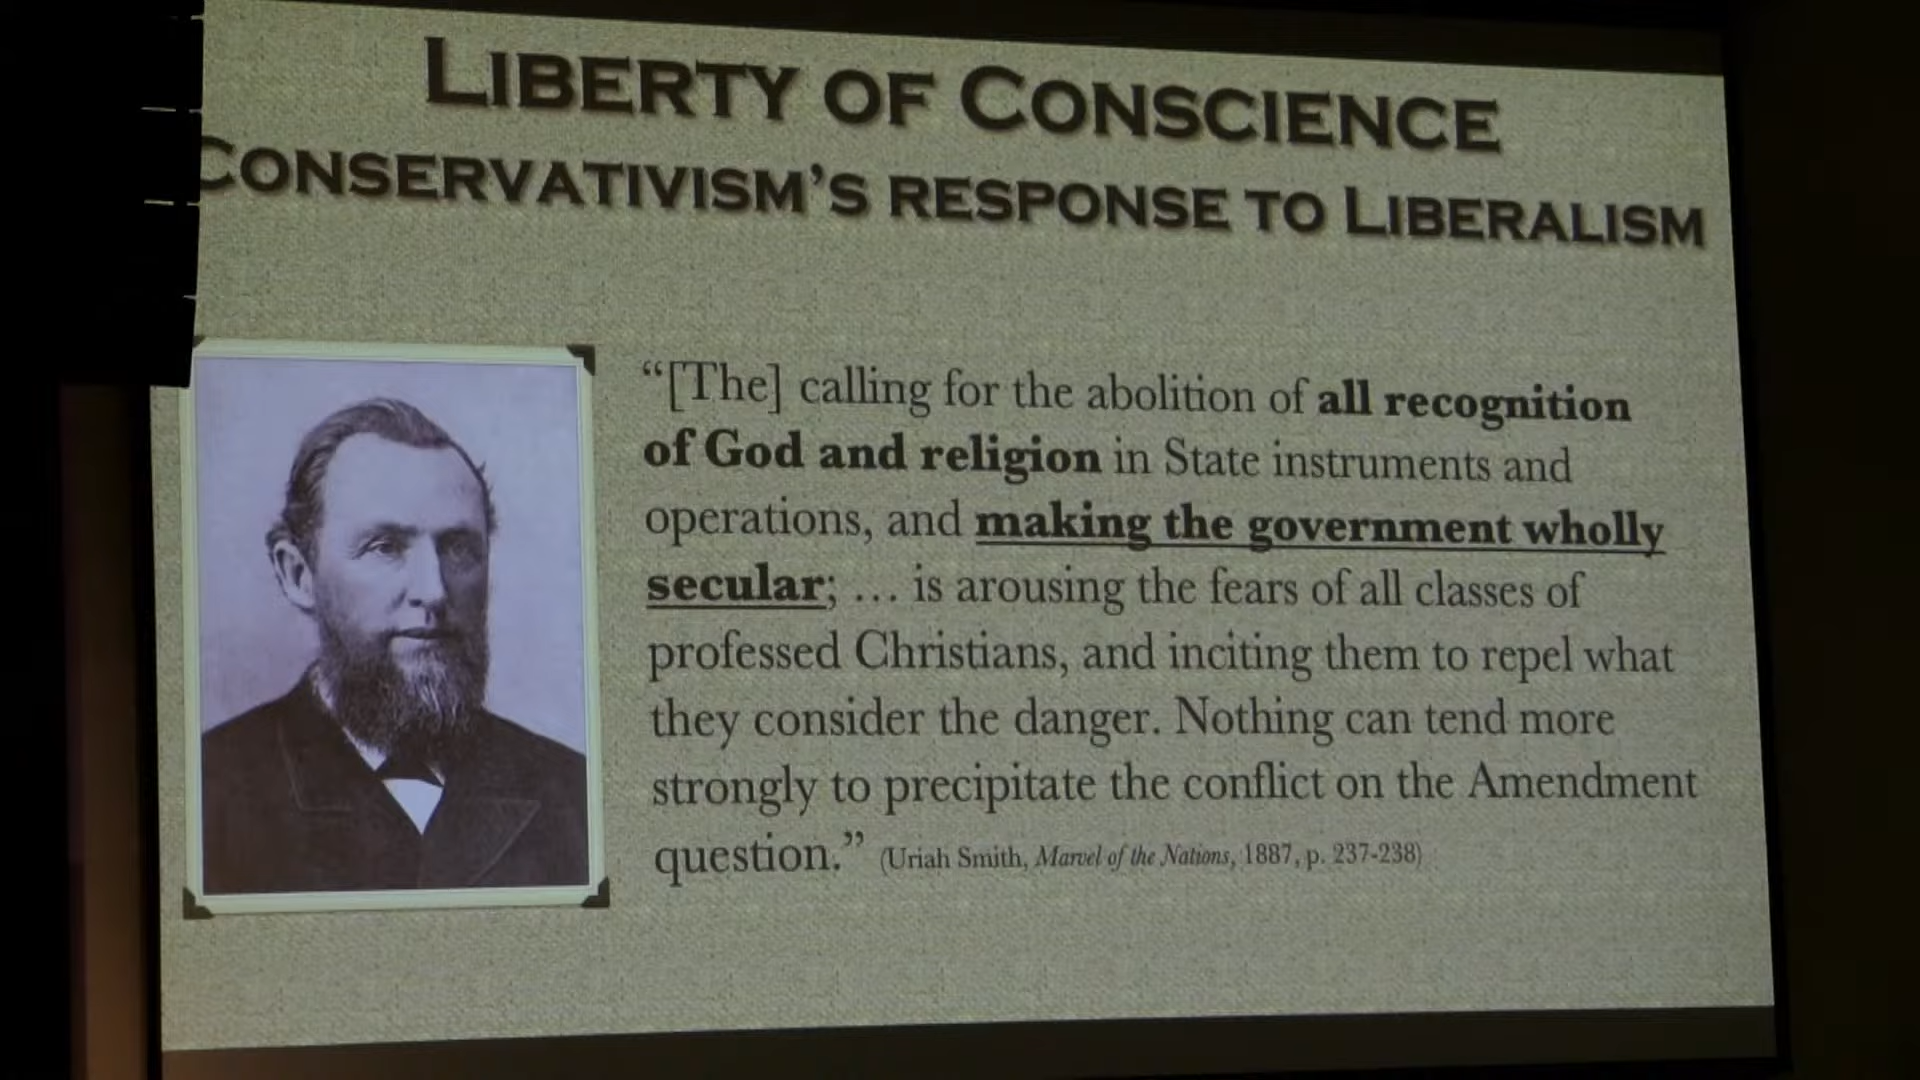 LIBERTY OF CONSCIENCE
CONSERVATIVISM'S RESPONSE TO LIBERALISM
“[The] calling for the abolition of all recognition
of God and religion in State instruments and
operations, and making the government wholly
secular; … is arousing the fears of all classes of
professed Christians, and inciting them to repel what
they consider the danger. Nothing can tend more
strongly to precipitate the conflict on the Amendment
question.” (Uriah Smith, Marvel of the Nations, 1887, p. 237-238)